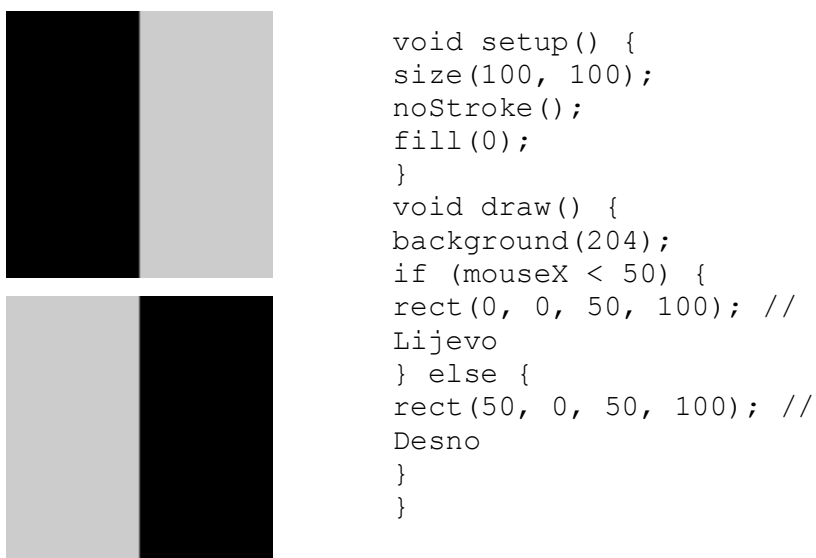 void setup() {
size(100, 100);
noStroke();
fill(0);
}
void draw() {
background(204);
if (mouseX < 50) {
rect(0, 0, 50, 100); //
Lijevo
} else {
rect(50, 0, 50, 100); //
Desno
}
}